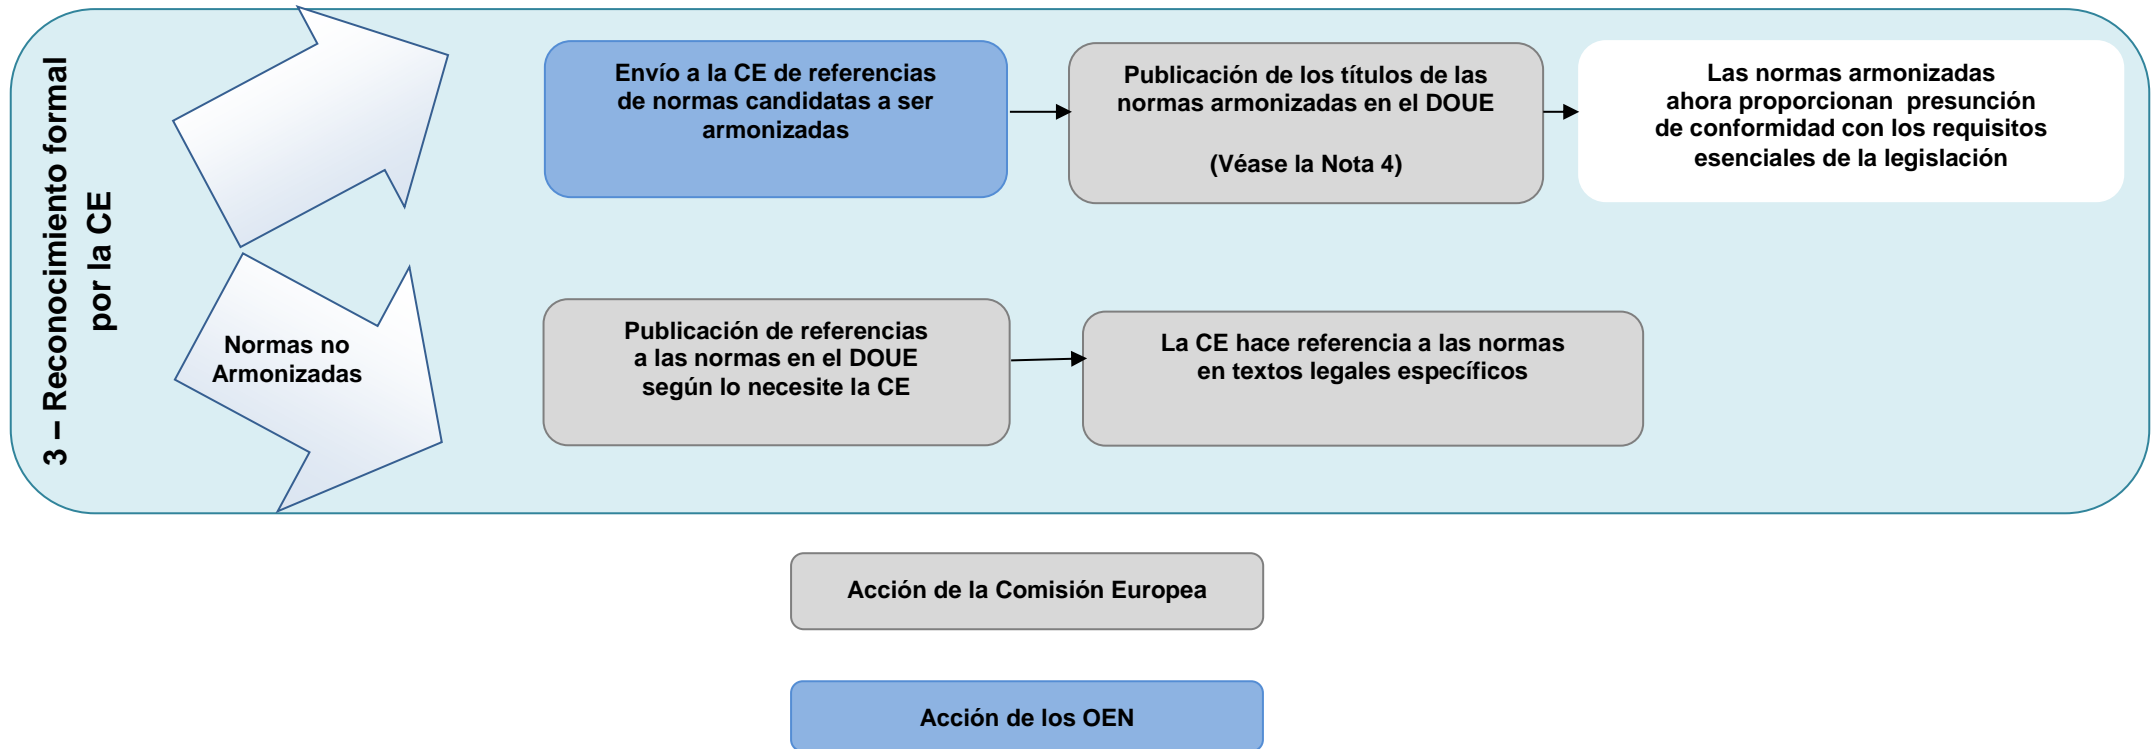 3 – Reconocimiento formal
por la CE
Envío a la CE de referencias
de normas candidatas a ser
armonizadas
Publicación de los títulos de las
normas armonizadas en el DOUE
(Véase la Nota 4)
Las normas armonizadas
ahora proporcionan presunción
de conformidad con los requisitos
esenciales de la legislación
Normas no
Armonizadas
Publicación de referencias
a las normas en el DOUE
según lo necesite la CE
La CE hace referencia a las normas
en textos legales específicos
Acción de la Comisión Europea
Acción de los OEN